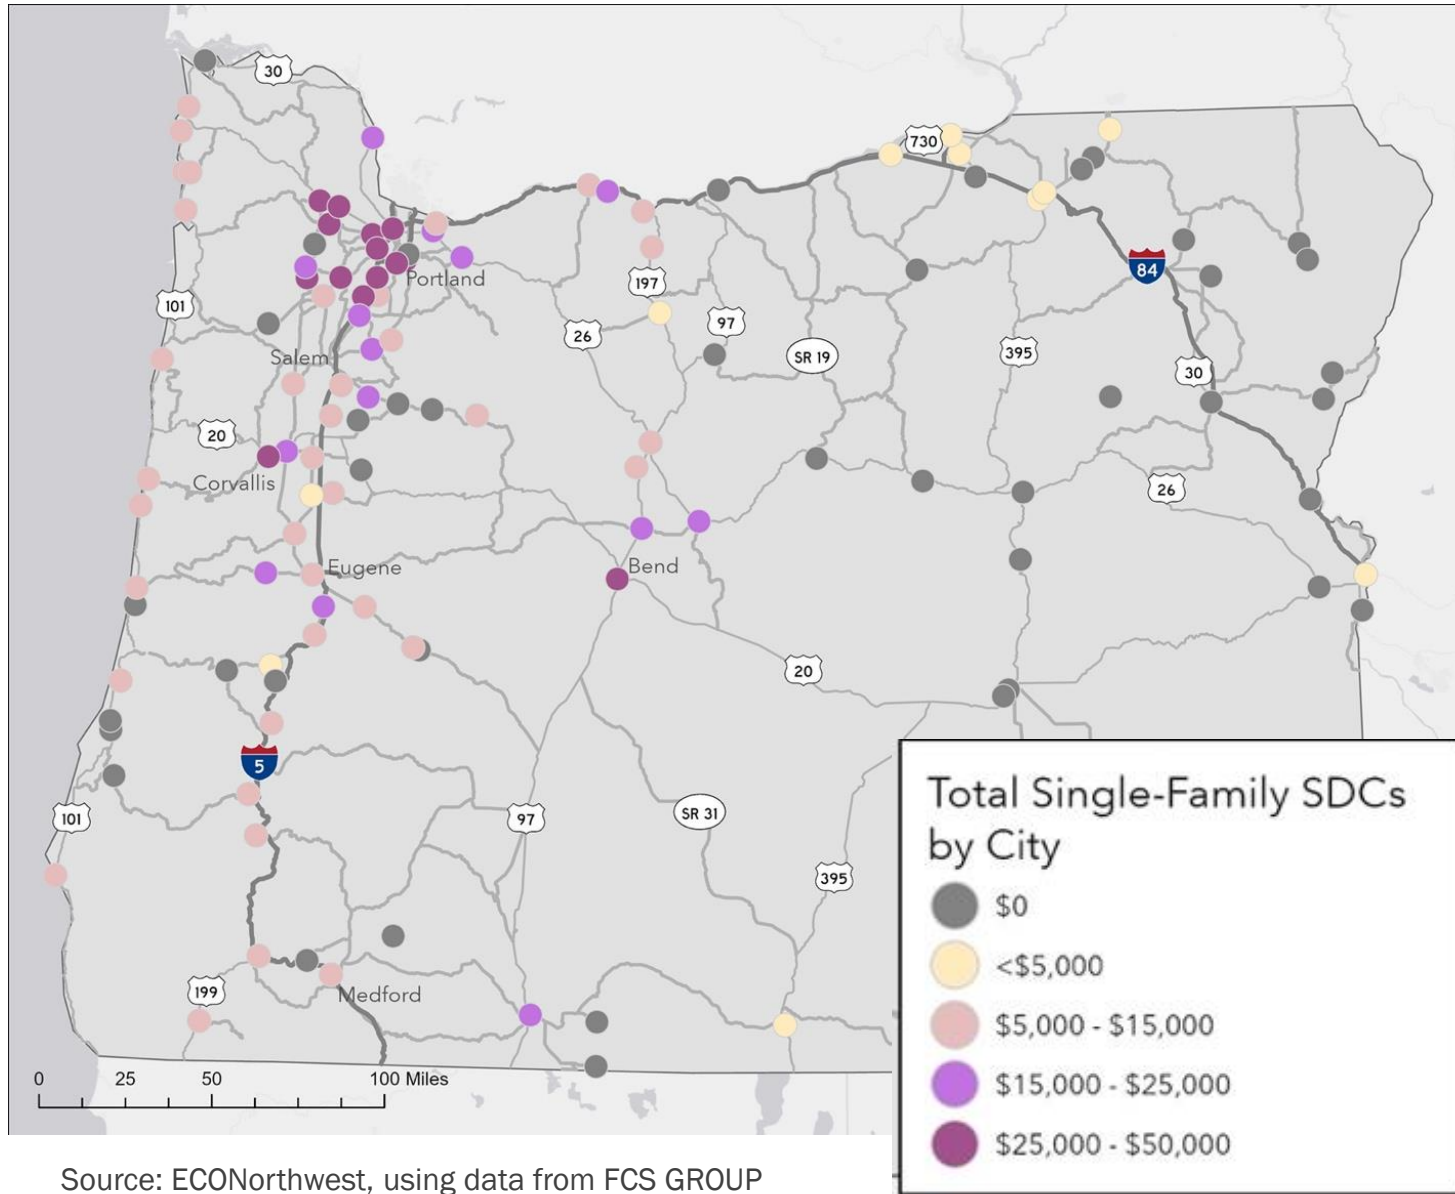 30
730
84
Portland
101
197
26
97
SR 19
395
Salem
30
20
Corvallis
26
Eugene
Bend
20
5
101
97
SR 31
395
199
Medford
0 25 50 100 Miles
Total Single-Family SDCs
by City
$0
<$5,000
$5,000 - $15,000
$15,000 - $25,000
$25,000 - $50,000
Source: ECONorthwest, using data from FCS GROUP